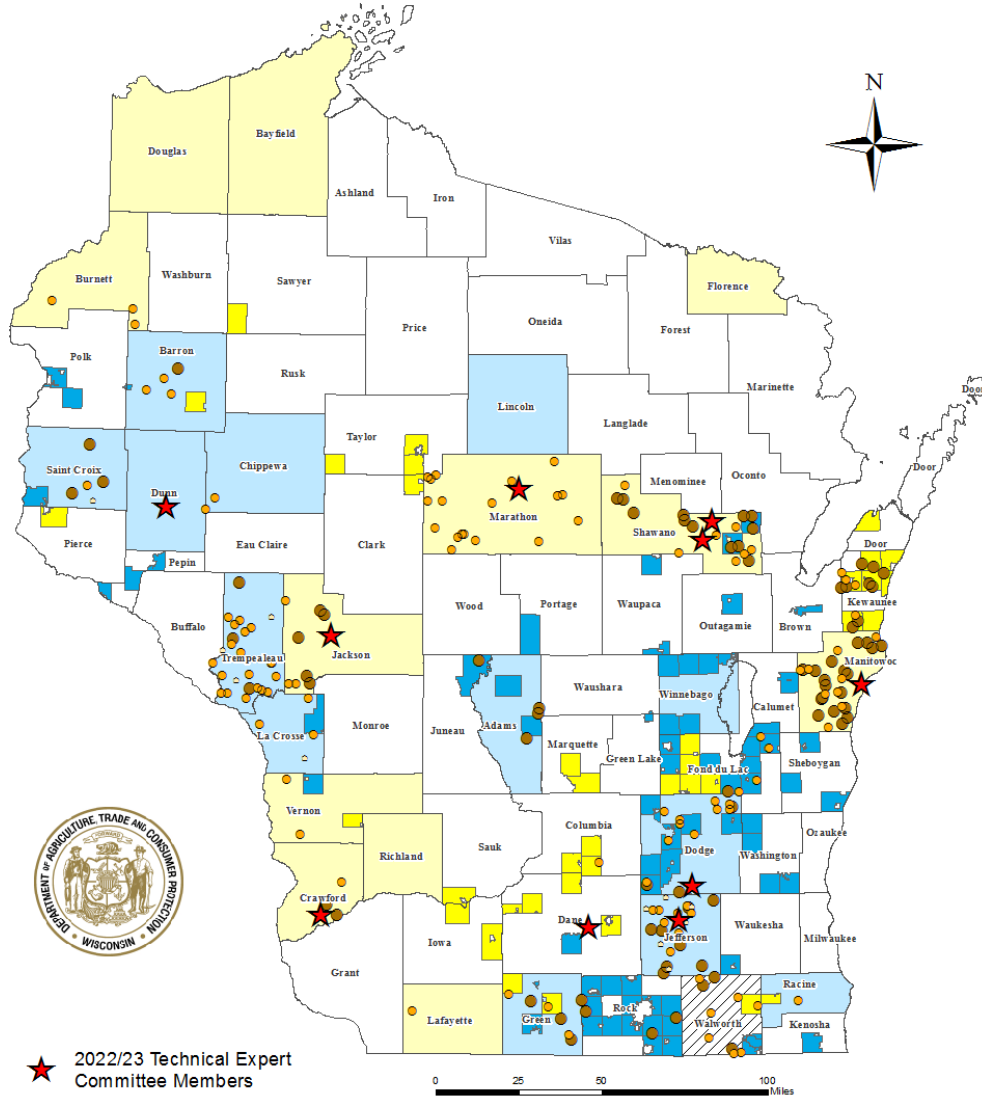 N
Bayfield
Douglas
Ashland
Iron
Vilas
Washburn
Sawyer
Burnett
Florence
Price
Oneida
Forest
Polk
Barron
Rusk
Marinette
Door
Lincoln
Langlade
Taylor
Oconto
Door
Chippewa
Saint Croix
Menominee
Dunn
Marathon
Shawano
Pierce
Eau Claire
Clark
Door
Pepin
Kewaunee
Buffalo
Wood
Portage
Waupaca
Outagamie
Brown
Trempealeau
Jackson
Manitowoc
Waushara
Winnebago
Calumet
Adams
La Crosse
Monroe
Juneau
Marquette
Green Lake
Fond du Lac
Sheboygan
Vernon
Columbia
Ozaukee
Richland
Sauk
Dodge
Washington
Crawford
Dane
Iowa
Jefferson
Waukesha
Milwaukee
Grant
Racine
Lafayette
Green
Rock
Walworth
Kenosha
DEPARTMENT of AGRICULTURE, TRADE AND CONSUMER PROTECTION
FORWARD
• WISCONSIN •
2022/23 Technical Expert
Committee Members
0 25 50 100
Miles